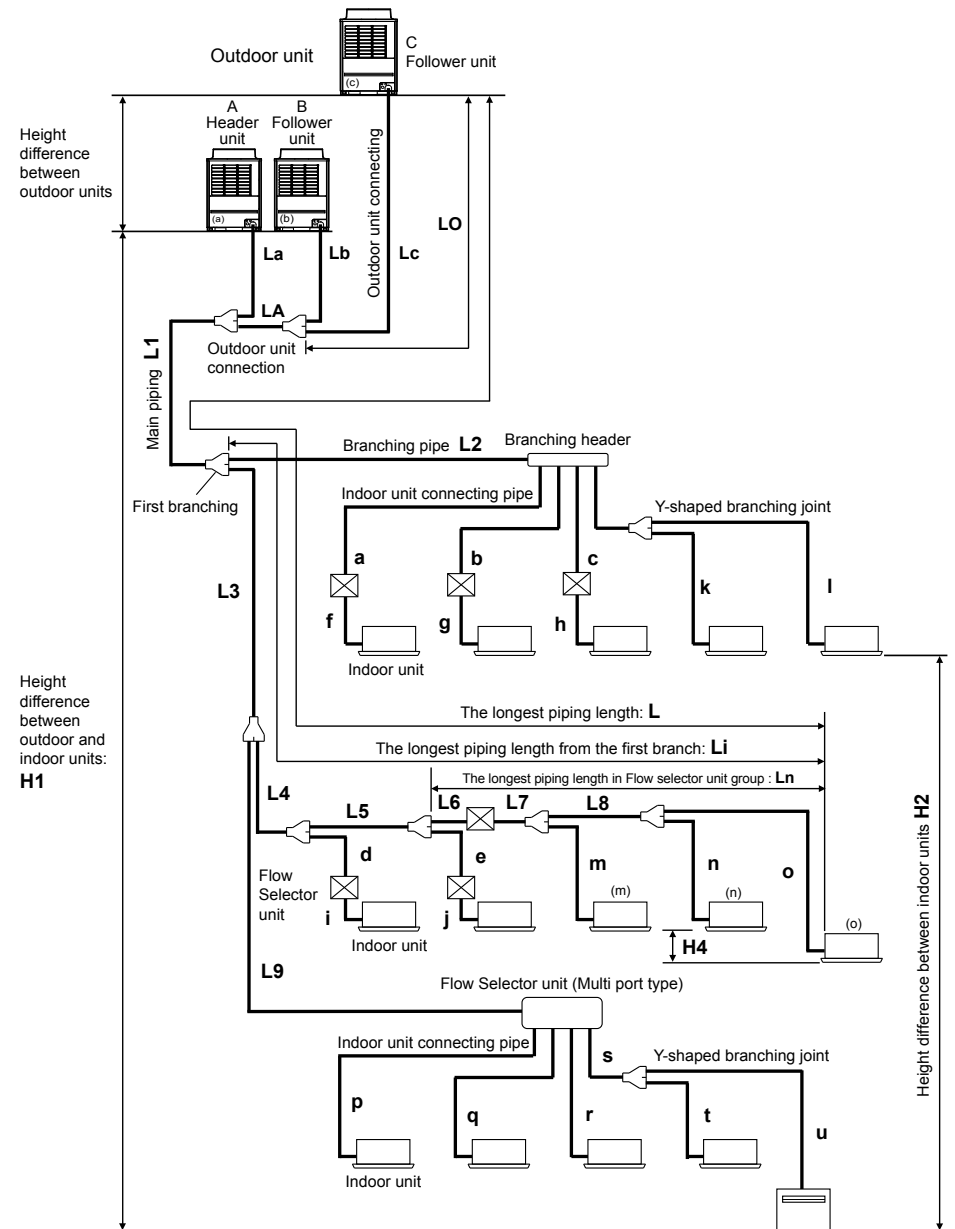 Outdoor unit
C
Follower unit
(c)
Height
difference
between
outdoor units
A
Header
unit
B
Follower
unit
(a)
(b)
La
Lb
Outdoor unit connecting
Lc
LO
LA
Outdoor unit
connection
Main piping L1
Branching pipe L2
Branching header
First branching
Indoor unit connecting pipe
Y-shaped branching joint
a
b
c
k
l
L3
f
g
h
Indoor unit
Height
difference
between
outdoor and
indoor units:
H1
The longest piping length: L
The longest piping length from the first branch: Li
The longest piping length in Flow selector unit group : Ln
L4
L5
L6
L7
L8
d
e
m
n
o
Flow
Selector
unit
i
j
(m)
(n)
(o)
Indoor unit
H4
Height difference between indoor units H2
L9
Flow Selector unit (Multi port type)
Indoor unit connecting pipe
s
Y-shaped branching joint
p
q
r
t
u
Indoor unit